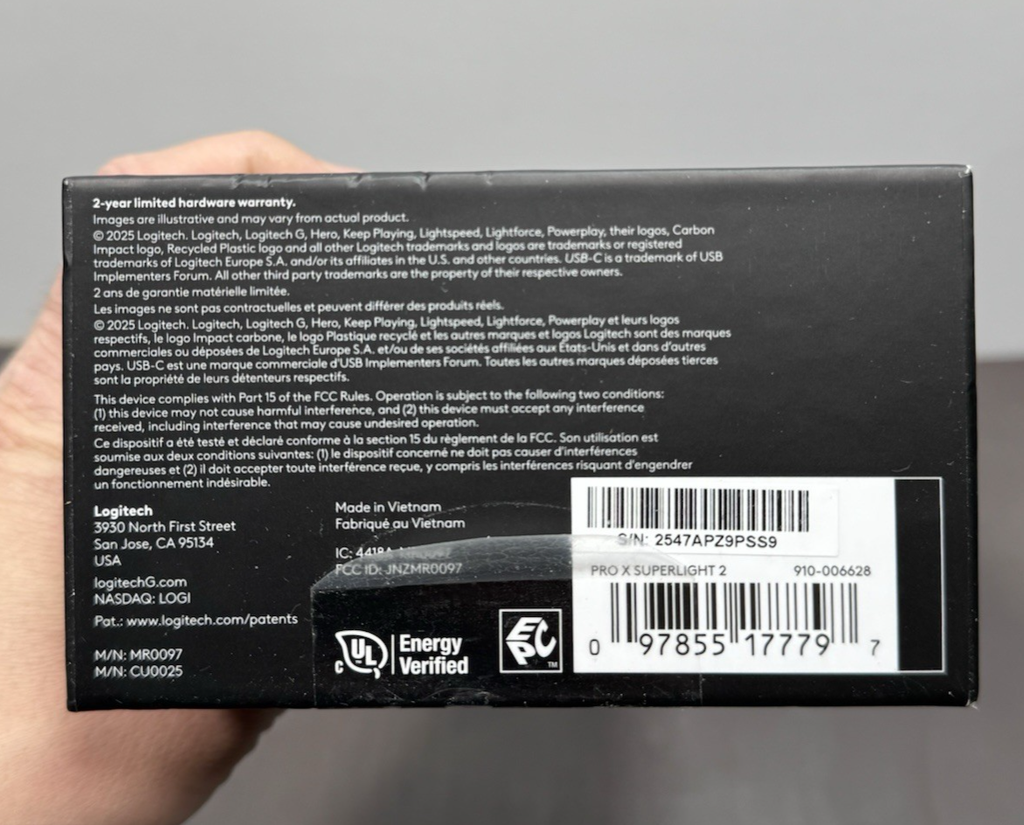 2-year limited hardware warranty.
Images are illustrative and may vary from actual product.
© 2025 Logitech. Logitech, Logitech G, Hero, Keep Playing, Lightspeed, Lightforce, Powerplay, their logos, Carbon
Impact logo, Recycled Plastic logo and all other Logitech trademarks and logos are trademarks or registered
trademarks of Logitech Europe S.A. and/or its affiliates in the U.S. and other countries. USB-C is a trademark of USB
Implementers Forum. All other third party trademarks are the property of their respective owners.
2 ans de garantie matérielle limitée.
Les images ne sont pas contractuelles et peuvent différer des produits réels.
© 2025 Logitech. Logitech, Logitech G, Hero, Keep Playing, Lightspeed, Lightforce, Powerplay et leurs logos
respectifs, le logo Impact carbone, le logo Plastique recyclé et les autres marques et logos Logitech sont des marques
commerciales ou déposées de Logitech Europe S.A. et/ou de ses sociétés affiliées aux États-Unis et dans d'autres
pays. USB-C est une marque commerciale d'USB Implementers Forum. Toutes les autres marques déposées tierces
sont la propriété de leurs détenteurs respectifs.
This device complies with Part 15 of the FCC Rules. Operation is subject to the following two conditions:
(1) this device may not cause harmful interference, and (2) this device must accept any interference
received, including interference that may cause undesired operation.
Ce dispositif a été testé et déclaré conforme à la section 15 du règlement de la FCC. Son utilisation est
soumise aux deux conditions suivantes: (1) le dispositif concerné ne doit pas causer d'interférences
dangereuses et (2) il doit accepter toute interférence reçue, y compris les interférences risquant d'engendrer
un fonctionnement indésirable.
Logitech
3930 North First Street
San Jose, CA 95134
USA
logitechG.com
NASDAQ: LOGI
Pat.: www.logitech.com/patents
M/N: MR0097
M/N: CU0025
Made in Vietnam
Fabriqué au Vietnam
IC:
FCC ID: JNZMR0097
c UL Energy
Verified
EPC TM
S/N: 2547APZ9PSS9
PRO X SUPERLIGHT 2 910-006628
0 97855 17779 7